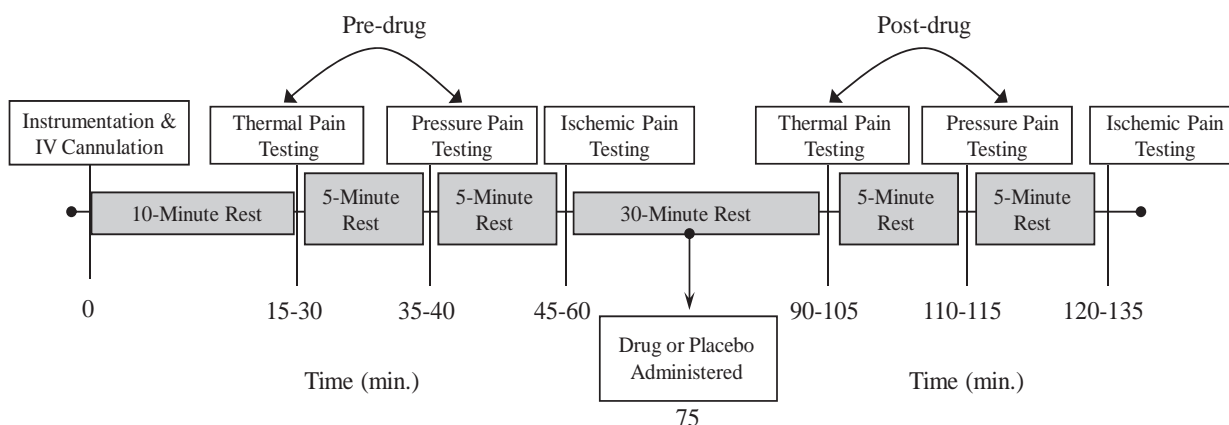 Pre-drug
Post-drug
Instrumentation &
IV Cannulation
Thermal Pain
Testing
Pressure Pain
Testing
Ischemic Pain
Testing
Thermal Pain
Testing
Pressure Pain
Testing
Ischemic Pain
Testing
10-Minute Rest
5-Minute
Rest
5-Minute
Rest
30-Minute Rest
5-Minute
Rest
5-Minute
Rest
0
15-30
35-40
45-60
90-105
110-115
120-135
Drug or Placebo
Administered
75
Time (min.)
Time (min.)